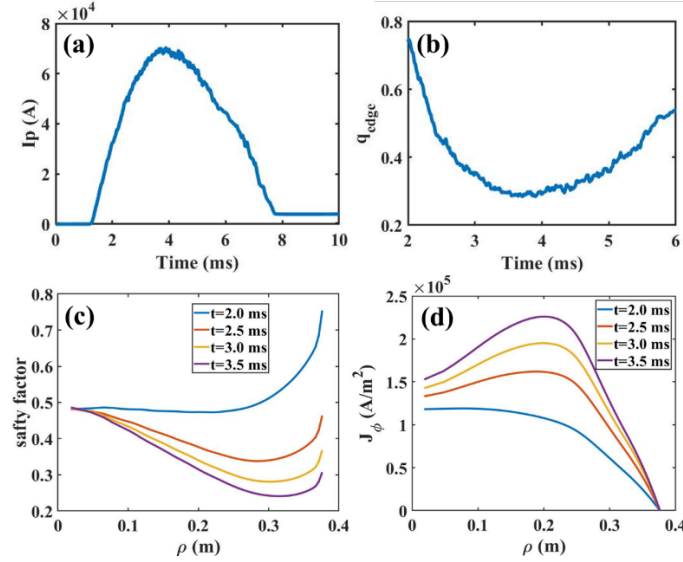 × 10⁴
(a)
8
6
4
2
0
Ip (A)
0 2 4 6 8 10
Time (ms)
(b)
0.8
0.6
0.4
0.2
q_edge
2 3 4 5 6
Time (ms)
(c)
0.8
0.7
0.6
0.5
0.4
0.3
0.2
safty factor
t=2.0 ms
t=2.5 ms
t=3.0 ms
t=3.5 ms
0 0.1 0.2 0.3 0.4
ρ (m)
× 10⁵
(d)
2.5
2
1.5
1
0.5
0
J_ϕ (A/m²)
t=2.0 ms
t=2.5 ms
t=3.0 ms
t=3.5 ms
0 0.1 0.2 0.3 0.4
ρ (m)